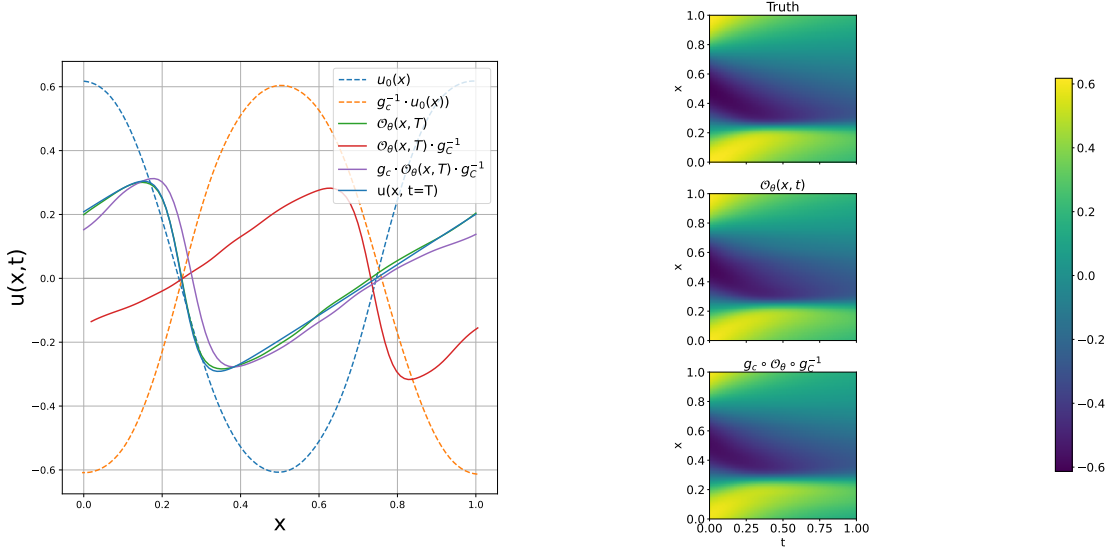 u(x,t)
0.6
0.4
0.2
0.0
−0.2
−0.4
−0.6
0.0 0.2 0.4 0.6 0.8 1.0
x
u₀(x)
g_c⁻¹ · u₀(x))
𝒪_θ(x, T)
𝒪_θ(x, T) · g_C⁻¹
g_c · 𝒪_θ(x, T) · g_C⁻¹
u(x, t=T)
Truth
x
1.0
0.8
0.6
0.4
0.2
0.0
𝒪_θ(x, t)
x
1.0
0.8
0.6
0.4
0.2
0.0
g_c ∘ 𝒪_θ ∘ g_C⁻¹
x
1.0
0.8
0.6
0.4
0.2
0.0
0.00 0.25 0.50 0.75 1.00
t
0.6
0.4
0.2
0.0
−0.2
−0.4
−0.6